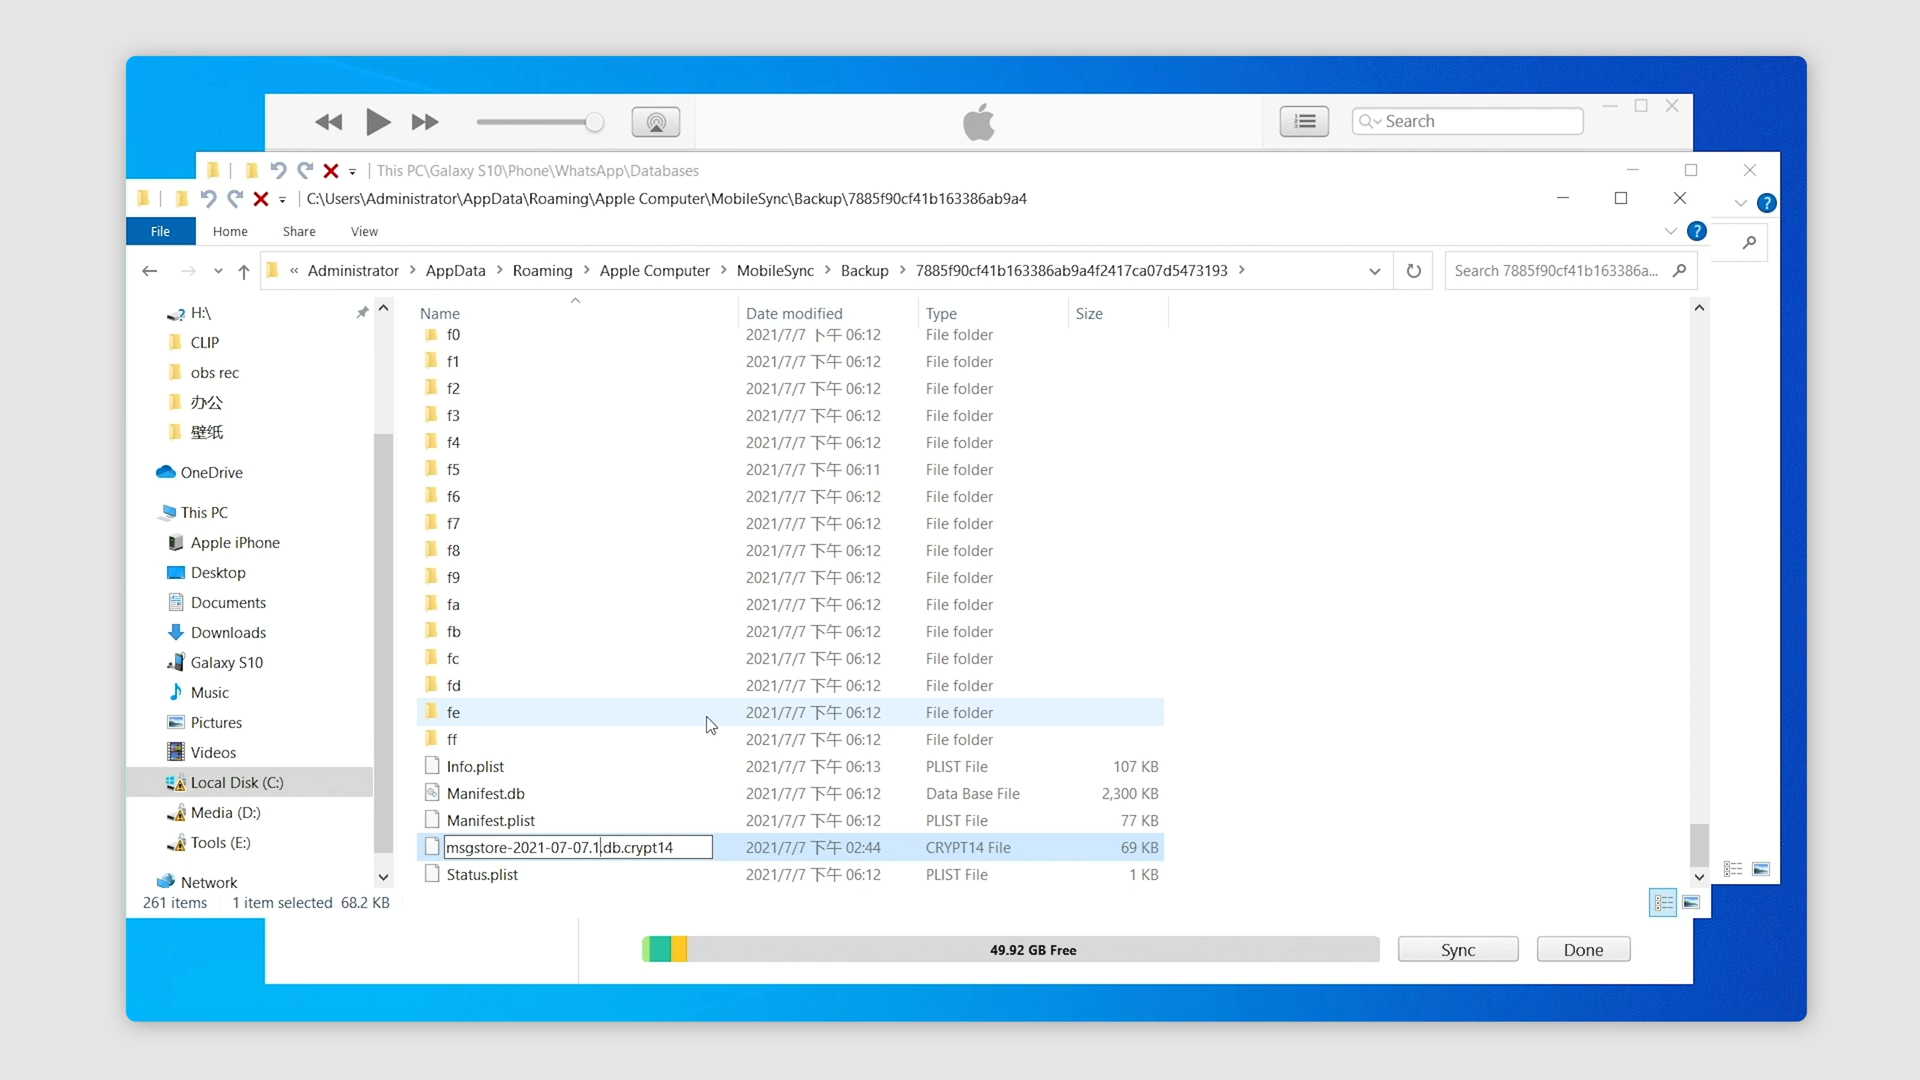 Search
This PC\Galaxy S10\Phone\WhatsApp\Databases
C:\Users\Administrator\AppData\Roaming\Apple Computer\MobileSync\Backup\7885f90cf41b163386ab9a4
File Home Share View
« Administrator > AppData > Roaming > Apple Computer > MobileSync > Backup > 7885f90cf41b163386ab9a4f2417ca07d5473193 >
Search 7885f90cf41b163386a...
H:\
CLIP
obs rec
办公
壁纸
OneDrive
This PC
Apple iPhone
Desktop
Documents
Downloads
Galaxy S10
Music
Pictures
Videos
Local Disk (C:)
Media (D:)
Tools (E:)
Network
Name Date modified Type Size
f0 2021/7/7 下午 06:12 File folder
f1 2021/7/7 下午 06:12 File folder
f2 2021/7/7 下午 06:12 File folder
f3 2021/7/7 下午 06:12 File folder
f4 2021/7/7 下午 06:12 File folder
f5 2021/7/7 下午 06:11 File folder
f6 2021/7/7 下午 06:12 File folder
f7 2021/7/7 下午 06:12 File folder
f8 2021/7/7 下午 06:12 File folder
f9 2021/7/7 下午 06:12 File folder
fa 2021/7/7 下午 06:12 File folder
fb 2021/7/7 下午 06:12 File folder
fc 2021/7/7 下午 06:12 File folder
fd 2021/7/7 下午 06:12 File folder
fe 2021/7/7 下午 06:12 File folder
ff 2021/7/7 下午 06:12 File folder
Info.plist 2021/7/7 下午 06:13 PLIST File 107 KB
Manifest.db 2021/7/7 下午 06:12 Data Base File 2,300 KB
Manifest.plist 2021/7/7 下午 06:12 PLIST File 77 KB
msgstore-2021-07-07.1.db.crypt14 2021/7/7 下午 02:44 CRYPT14 File 69 KB
Status.plist 2021/7/7 下午 06:12 PLIST File 1 KB
261 items 1 item selected 68.2 KB
49.92 GB Free
Sync
Done